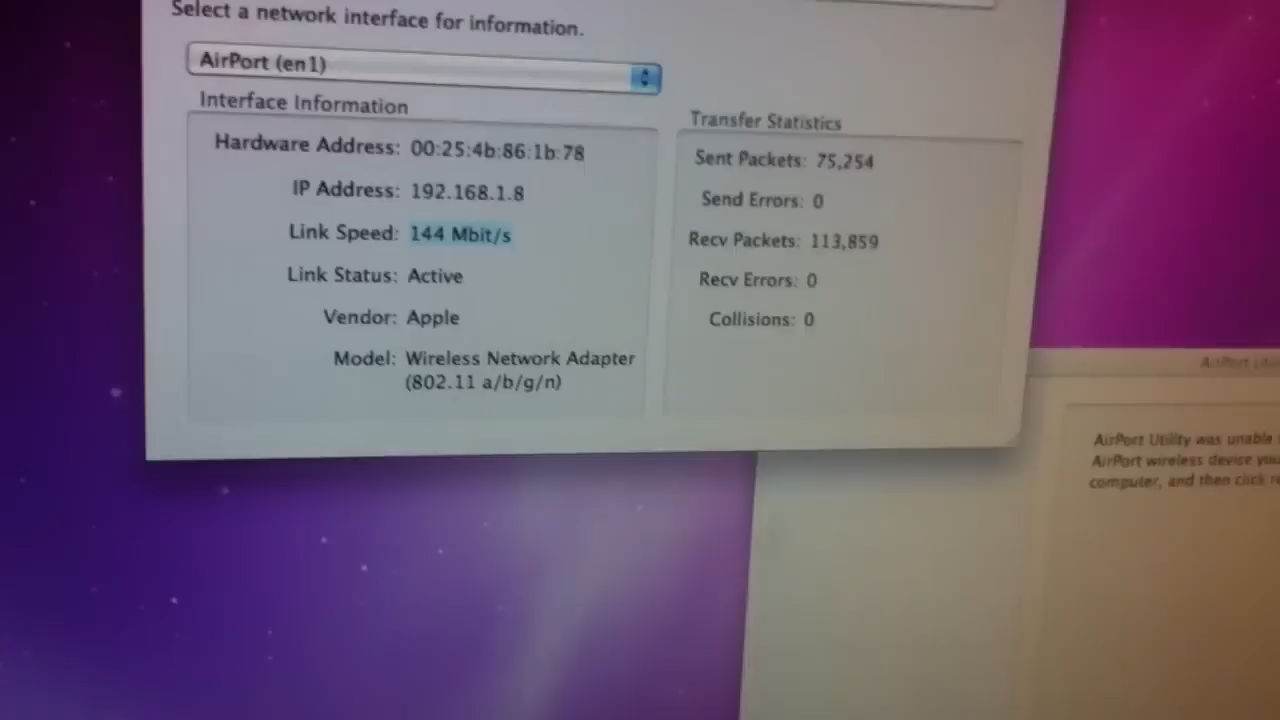 Select a network interface for information.
AirPort (en1)
Interface Information
Hardware Address: 00:25:4b:86:1b:78
IP Address: 192.168.1.8
Link Speed: 144 Mbit/s
Link Status: Active
Vendor: Apple
Model: Wireless Network Adapter
(802.11 a/b/g/n)
Transfer Statistics
Sent Packets: 75,254
Send Errors: 0
Recv Packets: 113,859
Recv Errors: 0
Collisions: 0
AirPort
AirPort Utility was unable
AirPort wireless device you
computer, and then click